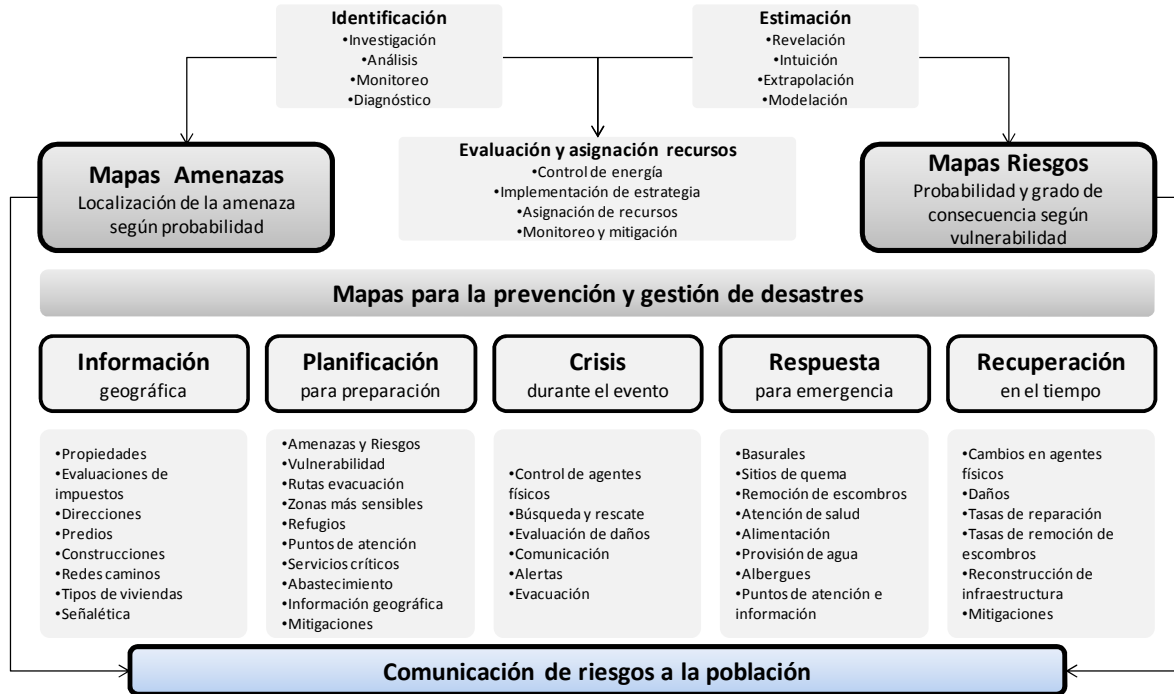 Identificación
•Investigación
•Análisis
•Monitoreo
•Diagnóstico
Estimación
•Revelación
•Intuición
•Extrapolación
•Modelación
Mapas Amenazas
Localización de la amenaza
según probabilidad
Evaluación y asignación recursos
•Control de energía
•Implementación de estrategia
•Asignación de recursos
•Monitoreo y mitigación
Mapas Riesgos
Probabilidad y grado de
consecuencia según
vulnerabilidad
Mapas para la prevención y gestión de desastres
Información
geográfica
Planificación
para preparación
Crisis
durante el evento
Respuesta
para emergencia
Recuperación
en el tiempo
•Propiedades
•Evaluaciones de
impuestos
•Direcciones
•Predios
•Construcciones
•Redes caminos
•Tipos de viviendas
•Señalética
•Amenazas y Riesgos
•Vulnerabilidad
•Rutas evacuación
•Zonas más sensibles
•Refugios
•Puntos de atención
•Servicios críticos
•Abastecimiento
•Información geográfica
•Mitigaciones
•Control de agentes
físicos
•Búsqueda y rescate
•Evaluación de daños
•Comunicación
•Alertas
•Evacuación
•Basurales
•Sitios de quema
•Remoción de escombros
•Atención de salud
•Alimentación
•Provisión de agua
•Albergues
•Puntos de atención e
información
•Cambios en agentes
físicos
•Daños
•Tasas de reparación
•Tasas de remoción de
escombros
•Reconstrucción de
infraestructura
•Mitigaciones
Comunicación de riesgos a la población